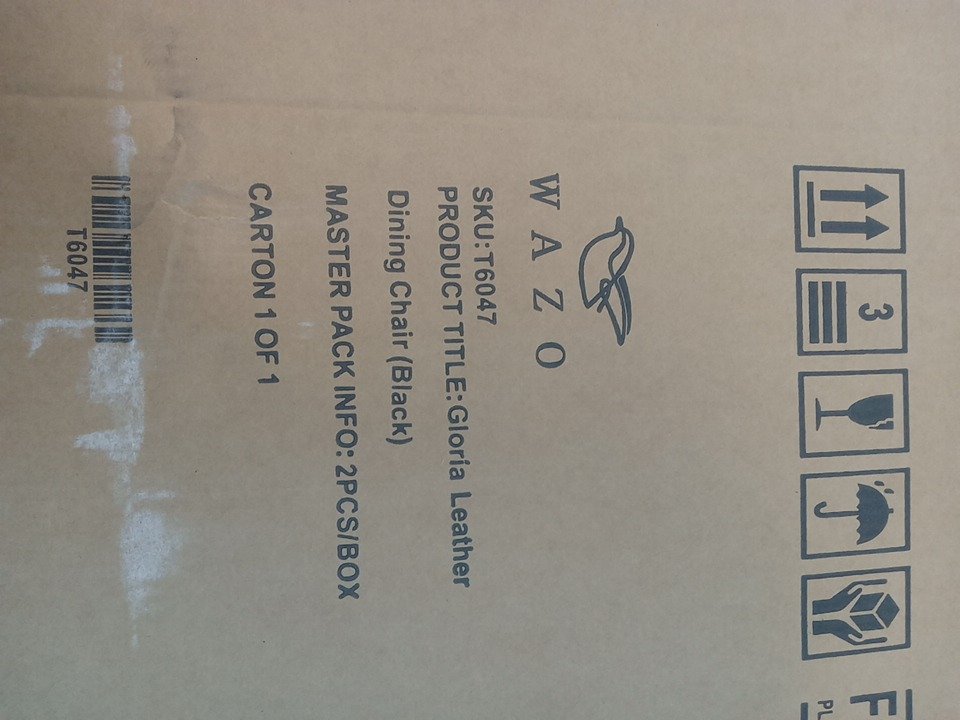 3
F
PL
WAZO
SKU:T6047
PRODUCT TITLE:Gloria Leather
Dining Chair (Black)
MASTER PACK INFO: 2PCS/BOX
CARTON 1 OF 1
T6047